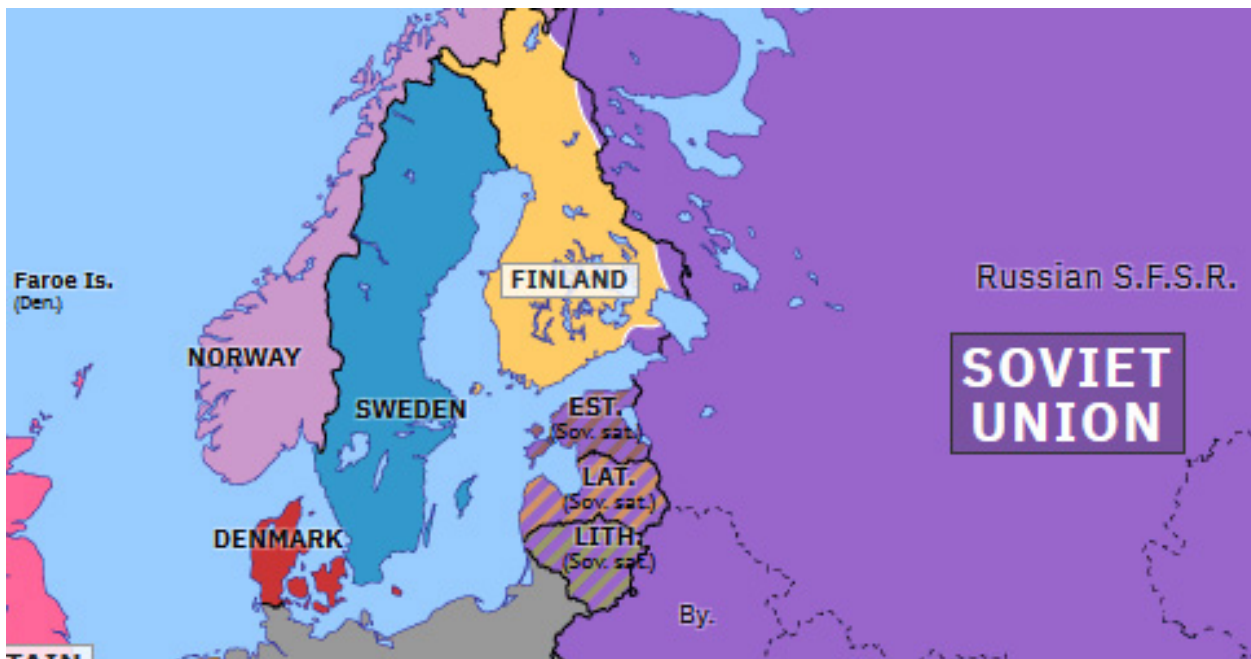 FINLAND
Russian S.F.S.R.
Faroe Is.
(Den.)
NORWAY
SOVIET
UNION
SWEDEN
EST.
(Sov. sat.)
LAT.
(Sov. sat.)
DENMARK
LITH.
(Sov. sat.)
By.